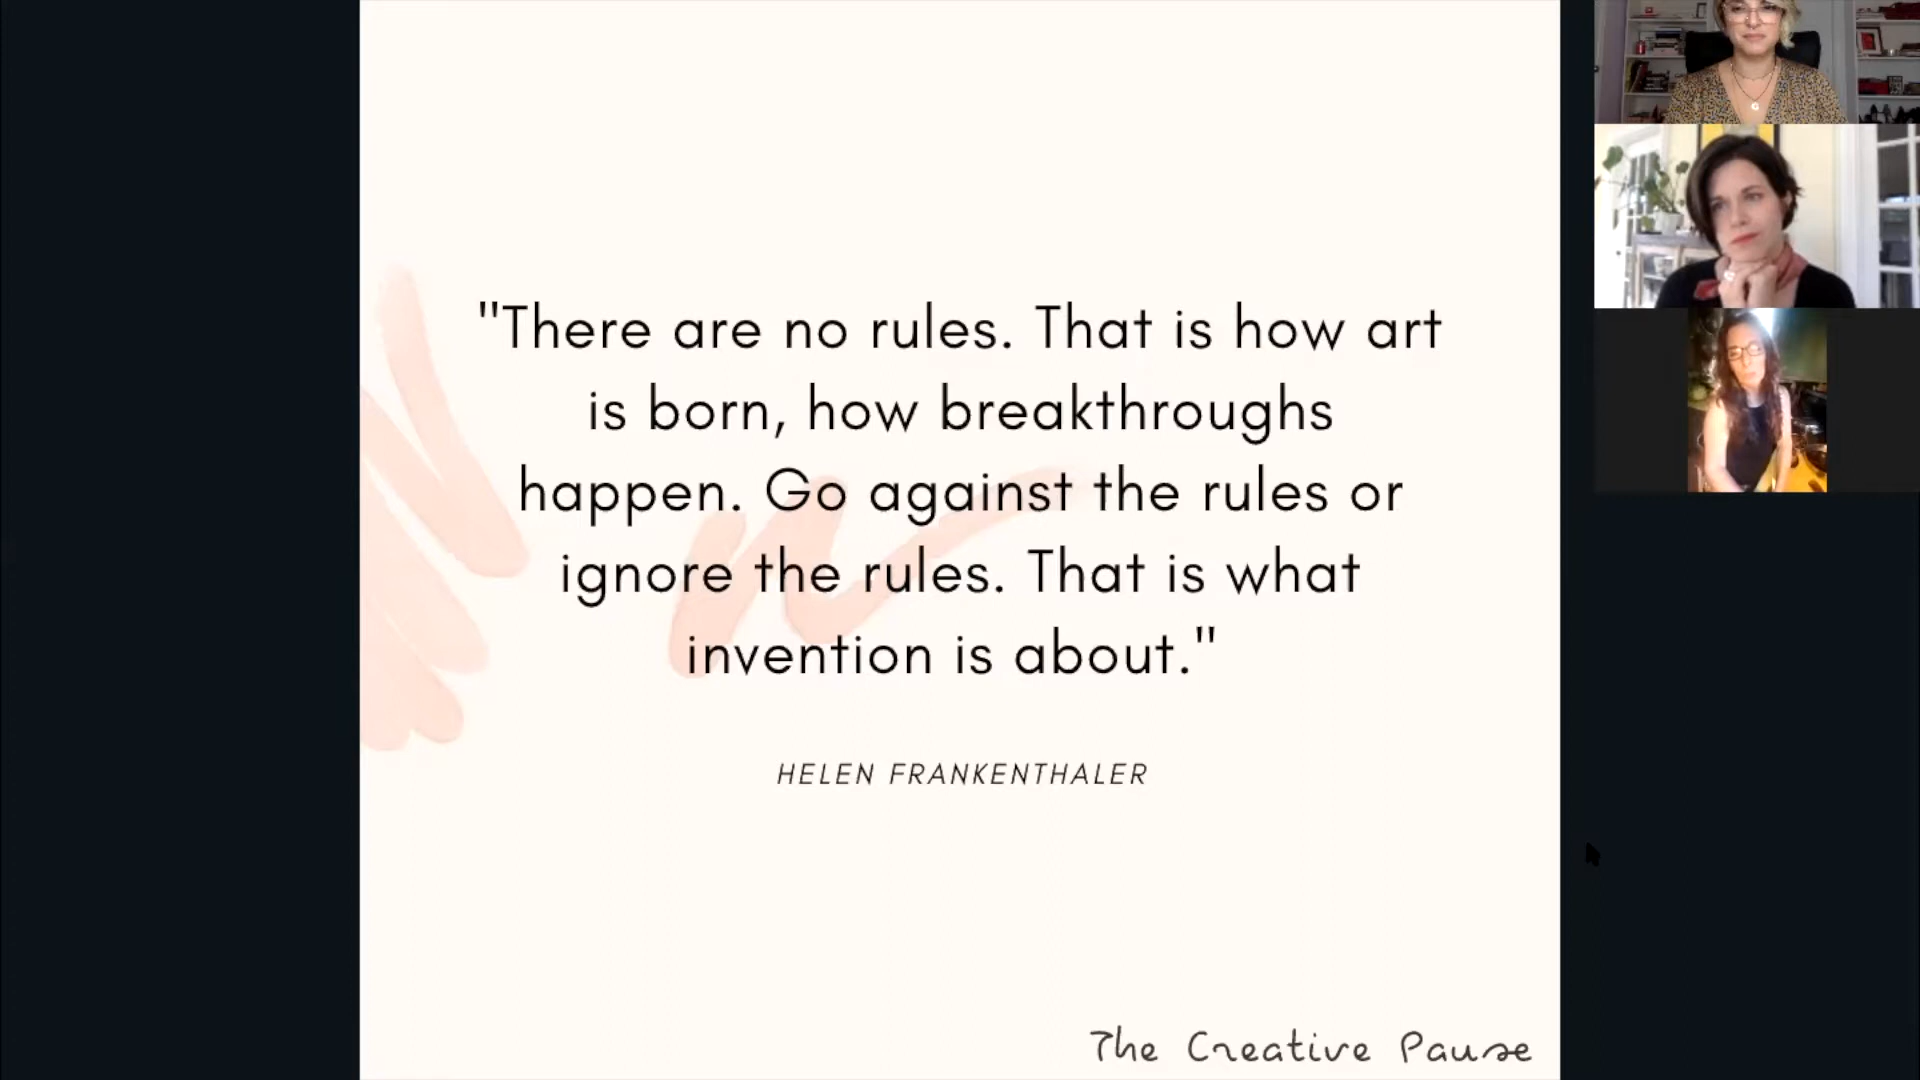 "There are no rules. That is how art
is born, how breakthroughs
happen. Go against the rules or
ignore the rules. That is what
invention is about."
HELEN FRANKENTHALER
The Creative Pause